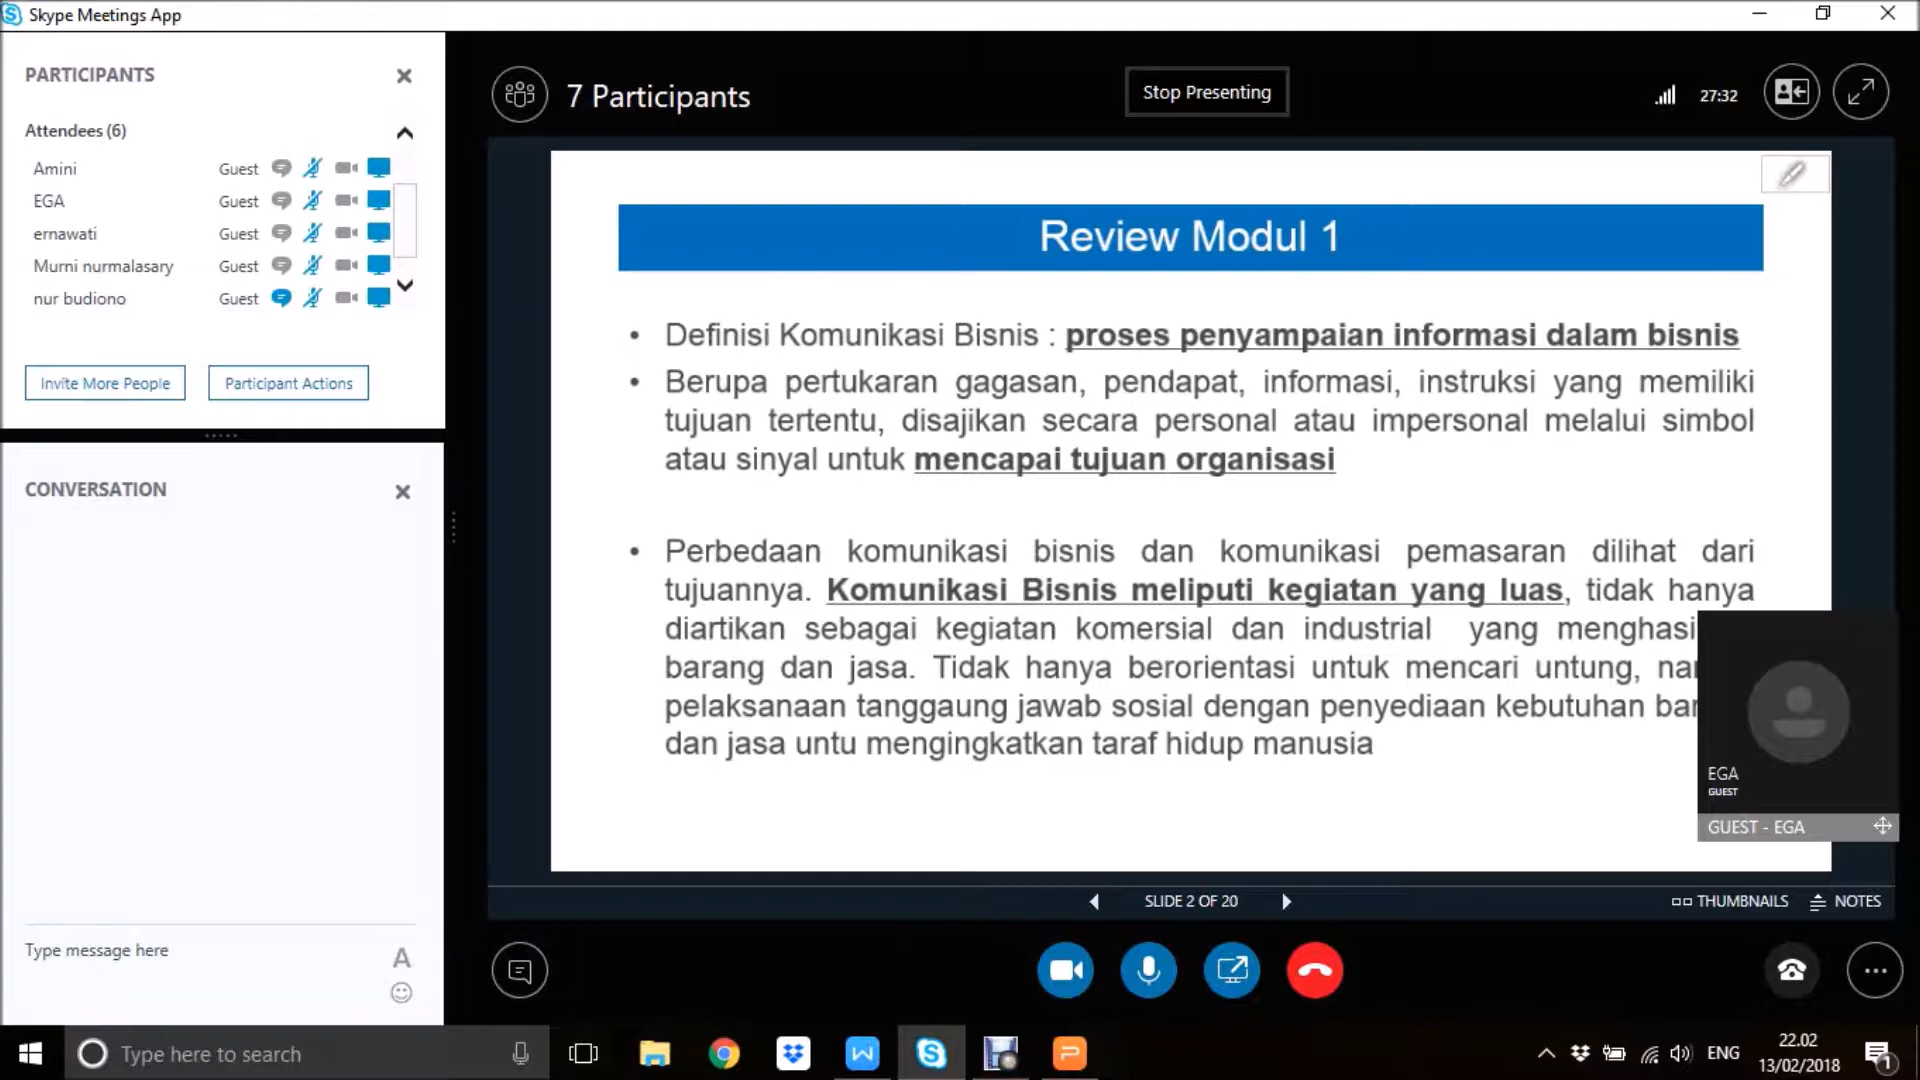 Skype Meetings App
PARTICIPANTS
Attendees (6)
Amini Guest
EGA Guest
ernawati Guest
Murni nurmalasary Guest
nur budiono Guest
Invite More People Participant Actions
CONVERSATION
Type message here
A
7 Participants
Stop Presenting
27:32
Review Modul 1
• Definisi Komunikasi Bisnis : proses penyampaian informasi dalam bisnis
• Berupa pertukaran gagasan, pendapat, informasi, instruksi yang memiliki
tujuan tertentu, disajikan secara personal atau impersonal melalui simbol
atau sinyal untuk mencapai tujuan organisasi
• Perbedaan komunikasi bisnis dan komunikasi pemasaran dilihat dari
tujuannya. Komunikasi Bisnis meliputi kegiatan yang luas, tidak hanya
diartikan sebagai kegiatan komersial dan industrial yang menghasi
barang dan jasa. Tidak hanya berorientasi untuk mencari untung,
pelaksanaan tanggaung jawab sosial dengan penyediaan kebutuhan
dan jasa untu mengingkatkan taraf hidup manusia
EGA
GUEST
GUEST - EGA
SLIDE 2 OF 20
THUMBNAILS NOTES
Type here to search
ENG
22.02
13/02/2018
1